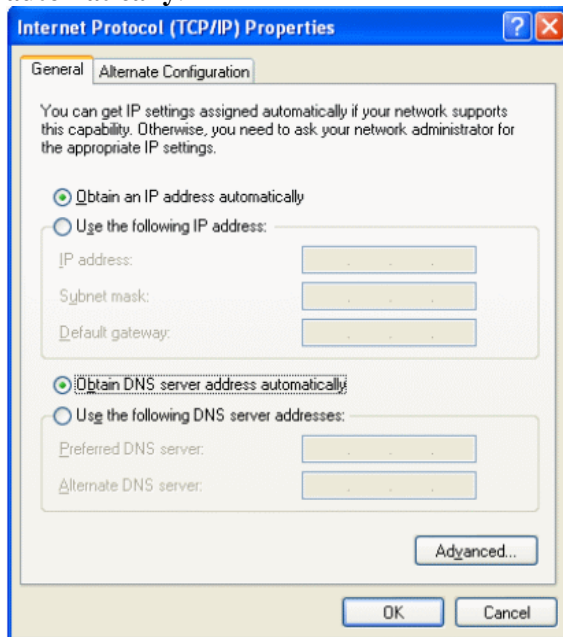 Internet Protocol (TCP/IP) Properties
General
Alternate Configuration
You can get IP settings assigned automatically if your network supports
this capability. Otherwise, you need to ask your network administrator for
the appropriate IP settings.
Obtain an IP address automatically
Use the following IP address:
IP address:
Subnet mask:
Default gateway:
Obtain DNS server address automatically
Use the following DNS server addresses:
Preferred DNS server:
Alternate DNS server:
Advanced...
OK
Cancel